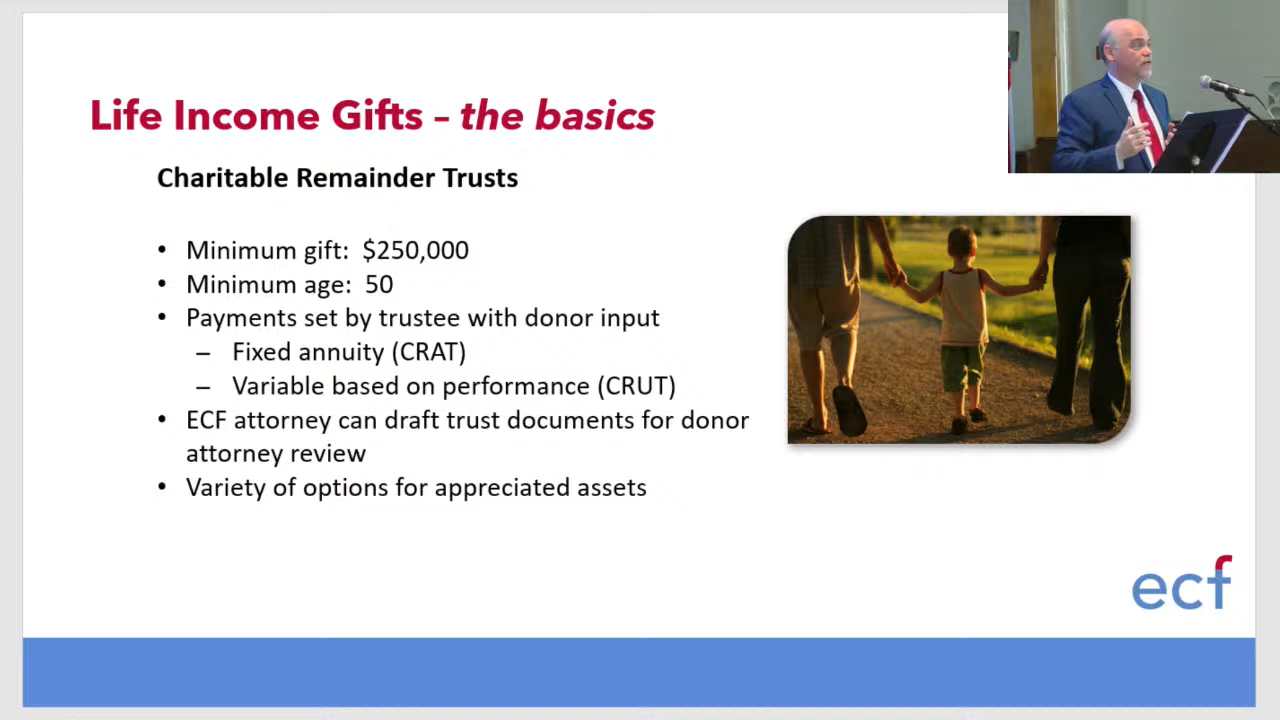 Life Income Gifts – the basics
Charitable Remainder Trusts
• Minimum gift:  $250,000
• Minimum age:  50
• Payments set by trustee with donor input
– Fixed annuity (CRAT)
– Variable based on performance (CRUT)
• ECF attorney can draft trust documents for donor
attorney review
• Variety of options for appreciated assets
ecf